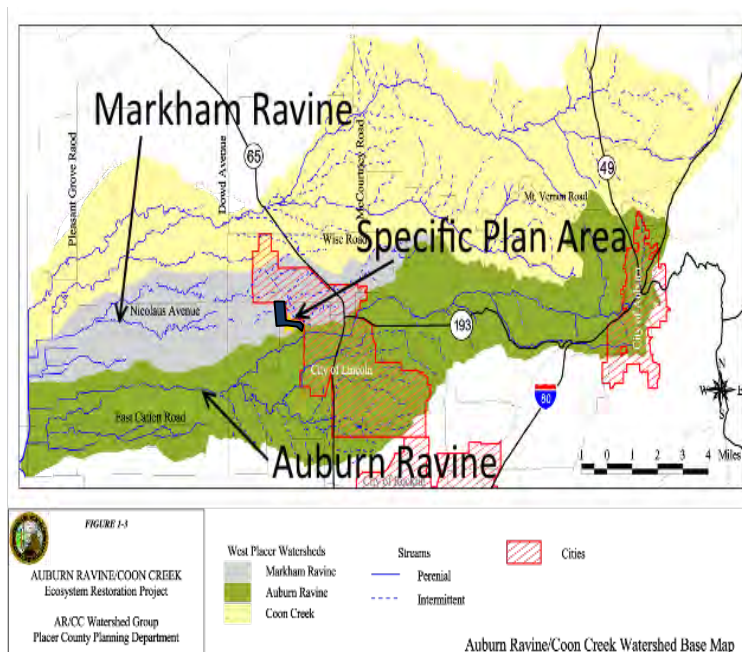 Markham Ravine
Pleasant Grove Raod
Dowd Avenue
65
McCourtney Road
49
Mt. Vernon Road
Wise Road
Specific Plan Area
City of Auburn
Nicolaus Avenue
193
City of Lincoln
80
N
W E
S
East Catlett Road
Auburn Ravine
Miles
1 0 1 2 3 4
City of Rocklin
FIGURE 1-3
AUBURN RAVINE/COON CREEK
Ecosystem Restoration Project
AR/CC Watershed Group
Placer County Planning Department
West Placer Watersheds
Markham Ravine
Auburn Ravine
Coon Creek
Streams
Perenial
Intermittent
Cities
Auburn Ravine/Coon Creek Watershed Base Map